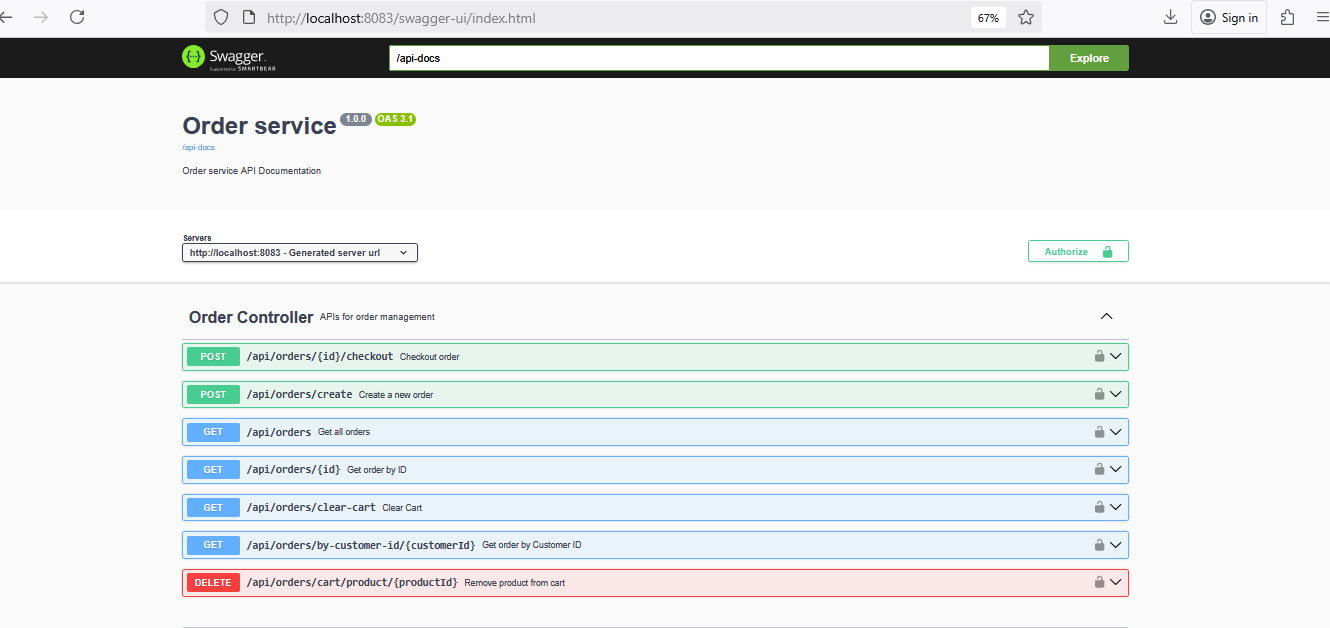 http://localhost:8083/swagger-ui/index.html 67% Sign in
Swagger. /api-docs Explore
Supported by SMARTBEAR
Order service 1.0.0 OAS 3.1
/api-docs
Order service API Documentation
Servers
http://localhost:8083 - Generated server url Authorize
Order Controller APIs for order management
POST /api/orders/{id}/checkout Checkout order
POST /api/orders/create Create a new order
GET /api/orders Get all orders
GET /api/orders/{id} Get order by ID
GET /api/orders/clear-cart Clear Cart
GET /api/orders/by-customer-id/{customerId} Get order by Customer ID
DELETE /api/orders/cart/product/{productId} Remove product from cart